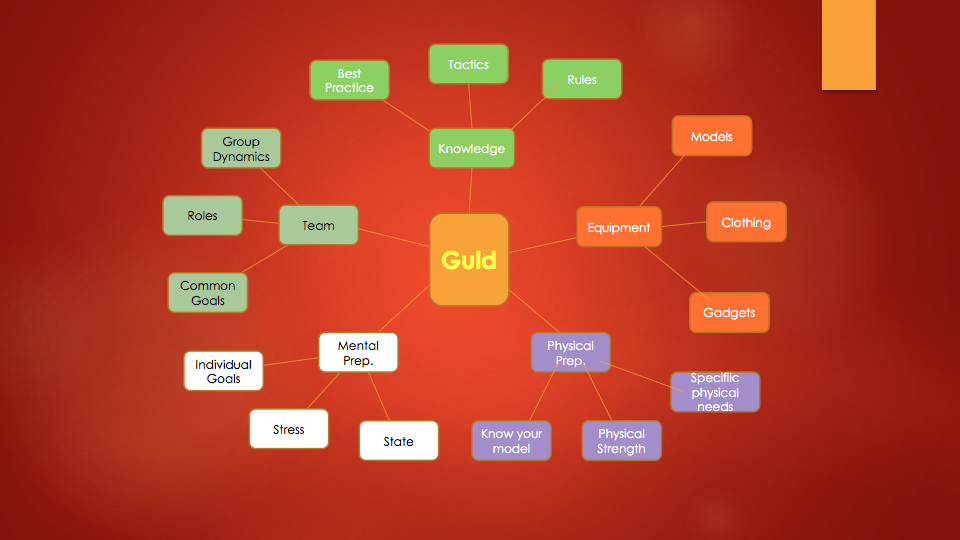 Best
Practice
Tactics
Rules
Knowledge
Models
Group
Dynamics
Roles
Team
Common
Goals
Equipment
Clothing
Gadgets
Guld
Mental
Prep.
Individual
Goals
Stress
State
Physical
Prep.
Specifiic
physical
needs
Know your
model
Physical
Strength